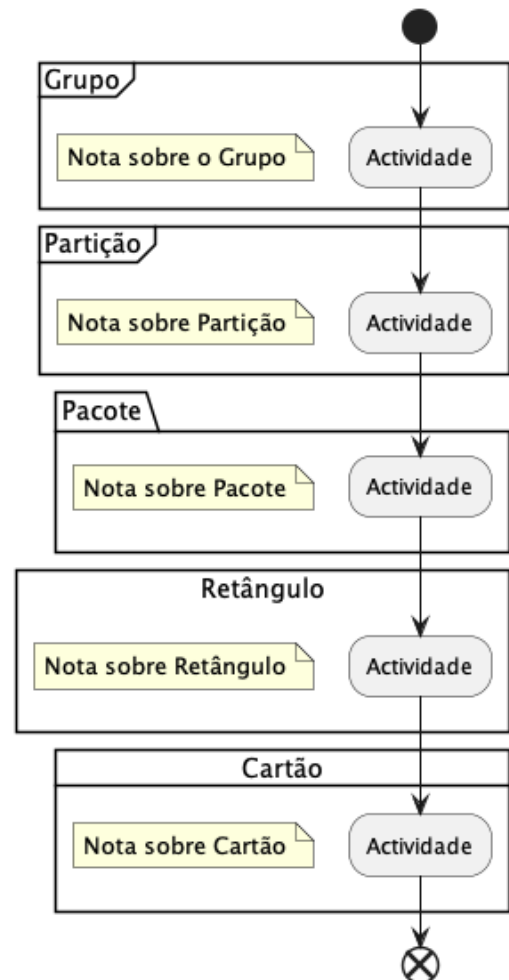 Grupo
Nota sobre o Grupo
Actividade
Partição
Nota sobre Partição
Actividade
Pacote
Nota sobre Pacote
Actividade
Retângulo
Nota sobre Retângulo
Actividade
Cartão
Nota sobre Cartão
Actividade